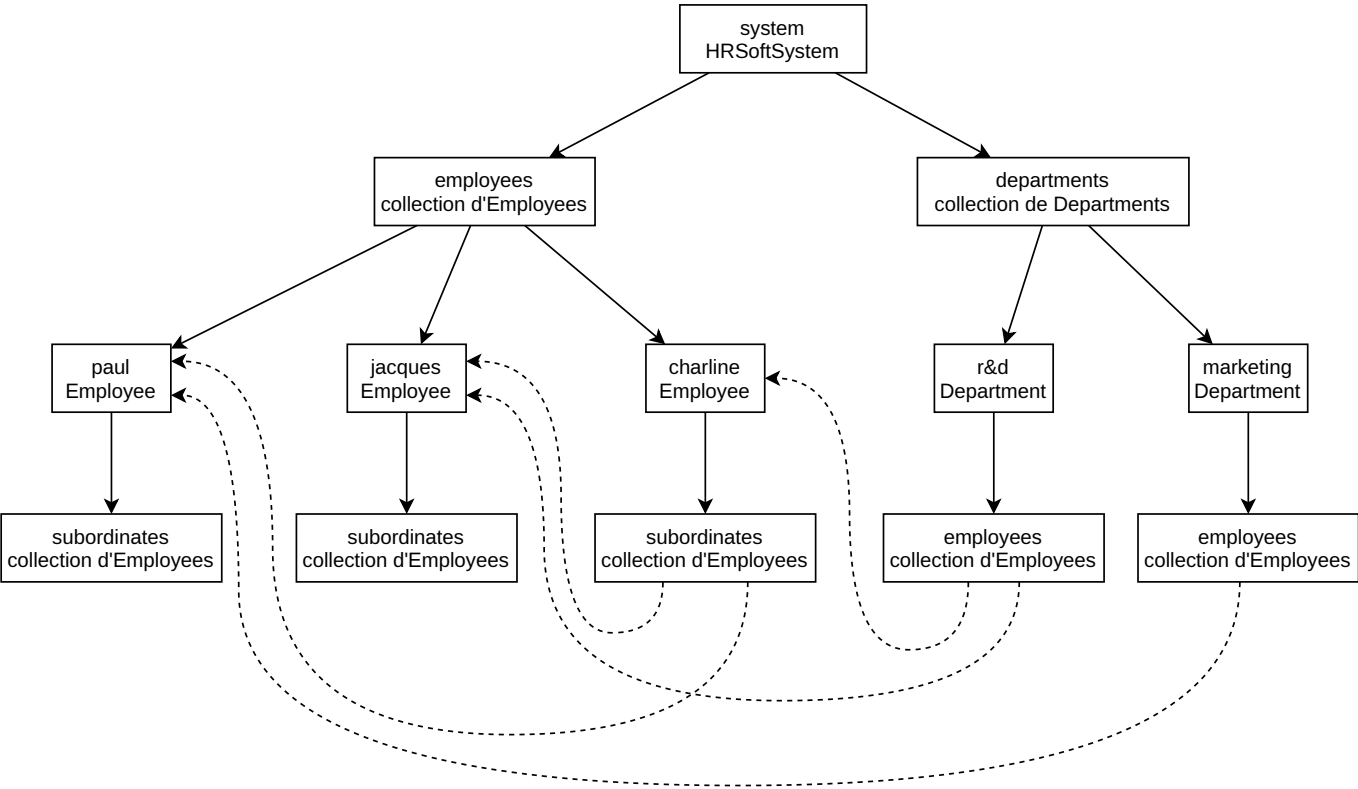 system
HRSoftSystem
employees
collection d'Employees
departments
collection de Departments
paul
Employee
jacques
Employee
charline
Employee
r&d
Department
marketing
Department
subordinates
collection d'Employees
subordinates
collection d'Employees
subordinates
collection d'Employees
employees
collection d'Employees
employees
collection d'Employees